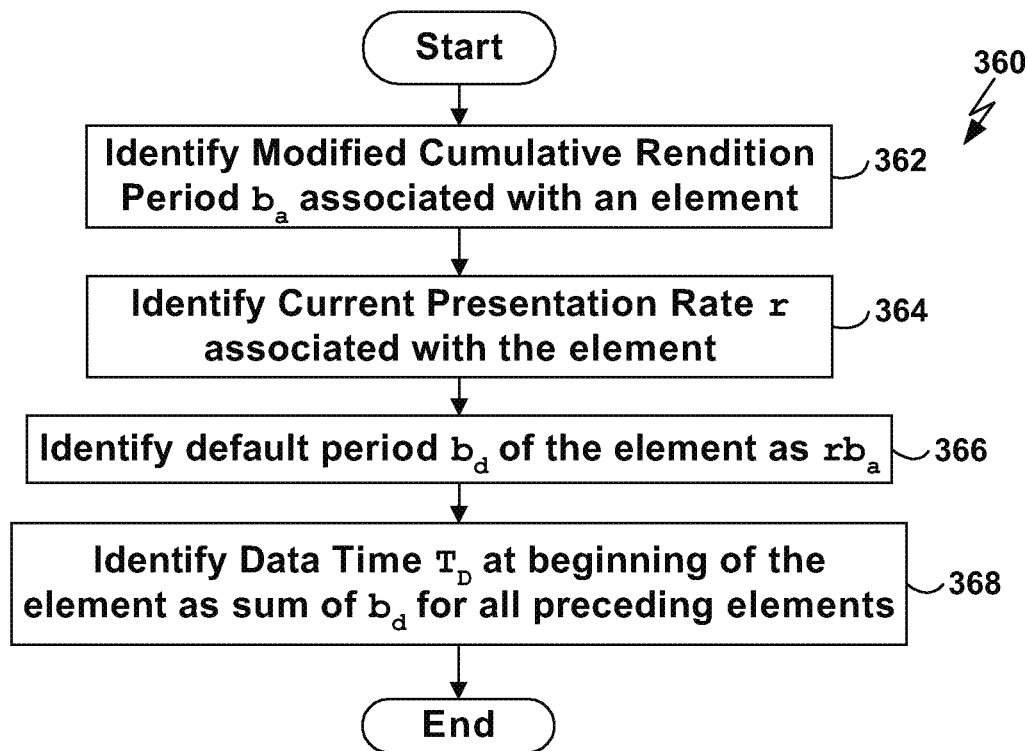 Start
360
Identify Modified Cumulative Rendition
Period bₐ associated with an element
362
Identify Current Presentation Rate r
associated with the element
364
Identify default period b_d of the element as rbₐ
366
Identify Data Time T_D at beginning of the
element as sum of b_d for all preceding elements
368
End